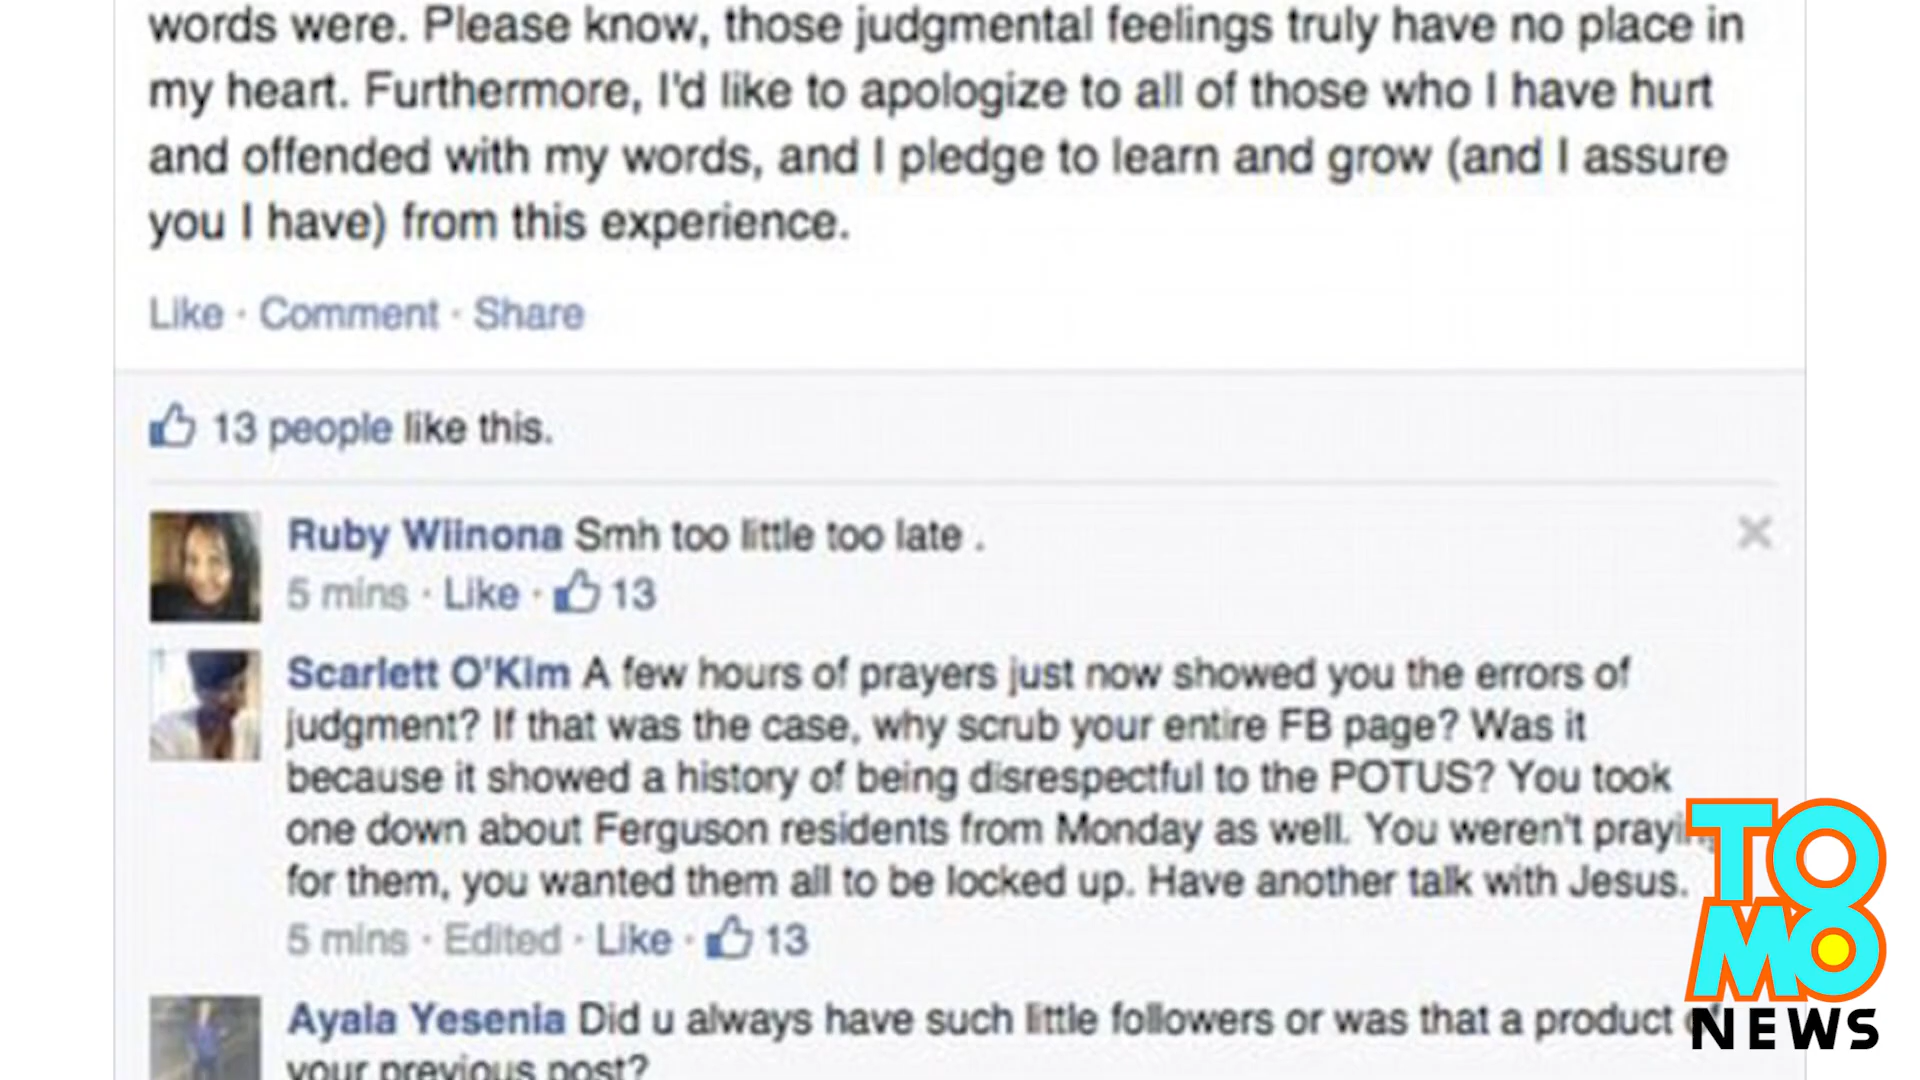 words were. Please know, those judgmental feelings truly have no place in
my heart. Furthermore, I'd like to apologize to all of those who I have hurt
and offended with my words, and I pledge to learn and grow (and I assure
you I have) from this experience.
Like · Comment · Share
13 people like this.
Ruby Wiinona Smh too little too late .
5 mins · Like · 13
Scarlett O'Kim A few hours of prayers just now showed you the errors of
judgment? If that was the case, why scrub your entire FB page? Was it
because it showed a history of being disrespectful to the POTUS? You took
one down about Ferguson residents from Monday as well. You weren't praying
for them, you wanted them all to be locked up. Have another talk with Jesus.
5 mins · Edited · Like · 13
Ayala Yesenia Did u always have such little followers or was that a product of
your previous post?
TOMO
NEWS